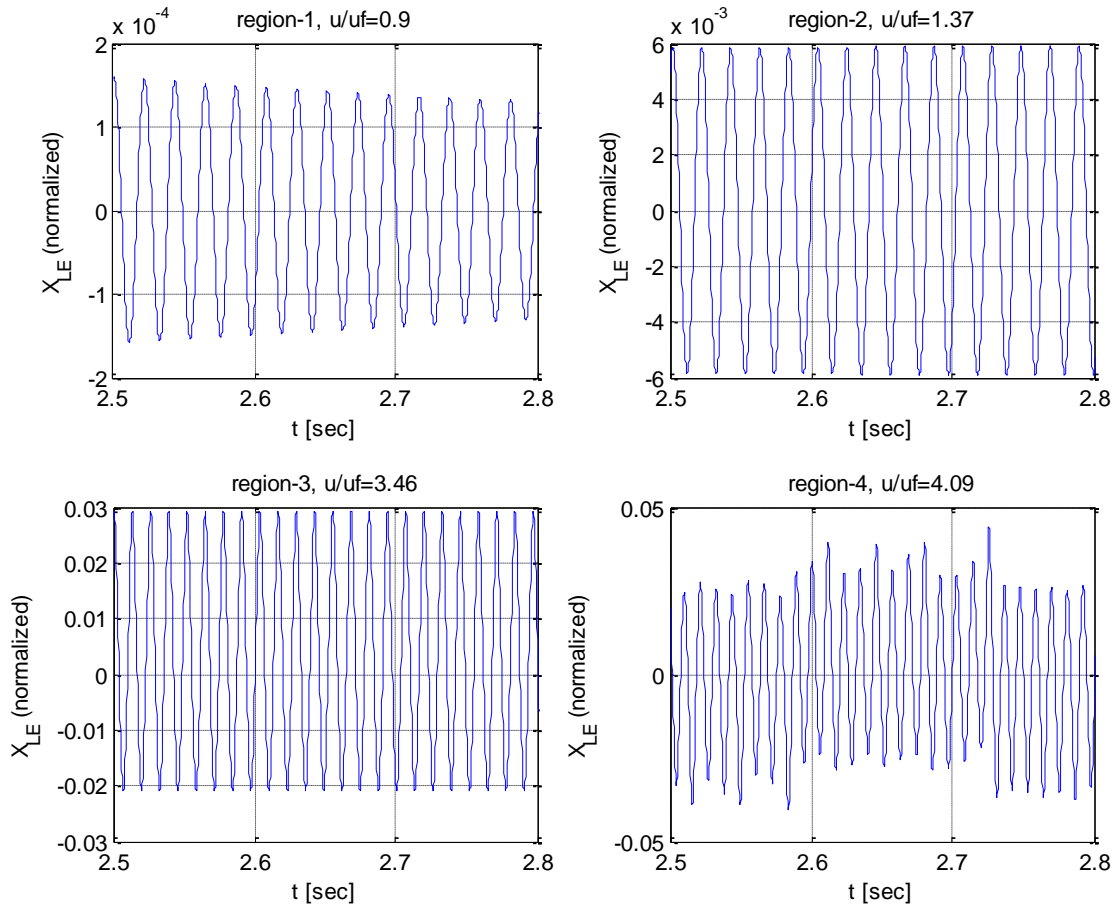 region-1, u/uf=0.9
x 10^-4
2
1
0
-1
-2
X_LE (normalized)
2.5 2.6 2.7 2.8
t [sec]
region-2, u/uf=1.37
x 10^-3
6
4
2
0
-2
-4
-6
X_LE (normalized)
2.5 2.6 2.7 2.8
t [sec]
region-3, u/uf=3.46
0.03
0.02
0.01
0
-0.01
-0.02
-0.03
X_LE (normalized)
2.5 2.6 2.7 2.8
t [sec]
region-4, u/uf=4.09
0.05
0
-0.05
X_LE (normalized)
2.5 2.6 2.7 2.8
t [sec]